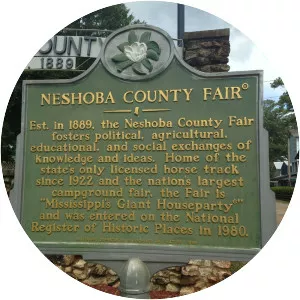 COUNTY
1889
NESHOBA COUNTY FAIR®
Est. in 1889, the Neshoba County Fair
fosters political, agricultural,
educational, and social exchanges of
knowledge and ideas. Home of the
state's only licensed horse track
since 1922 and the nation's largest
campground fair, the Fair is
"Mississippi's Giant Houseparty®"
and was entered on the National
Register of Historic Places in 1980.